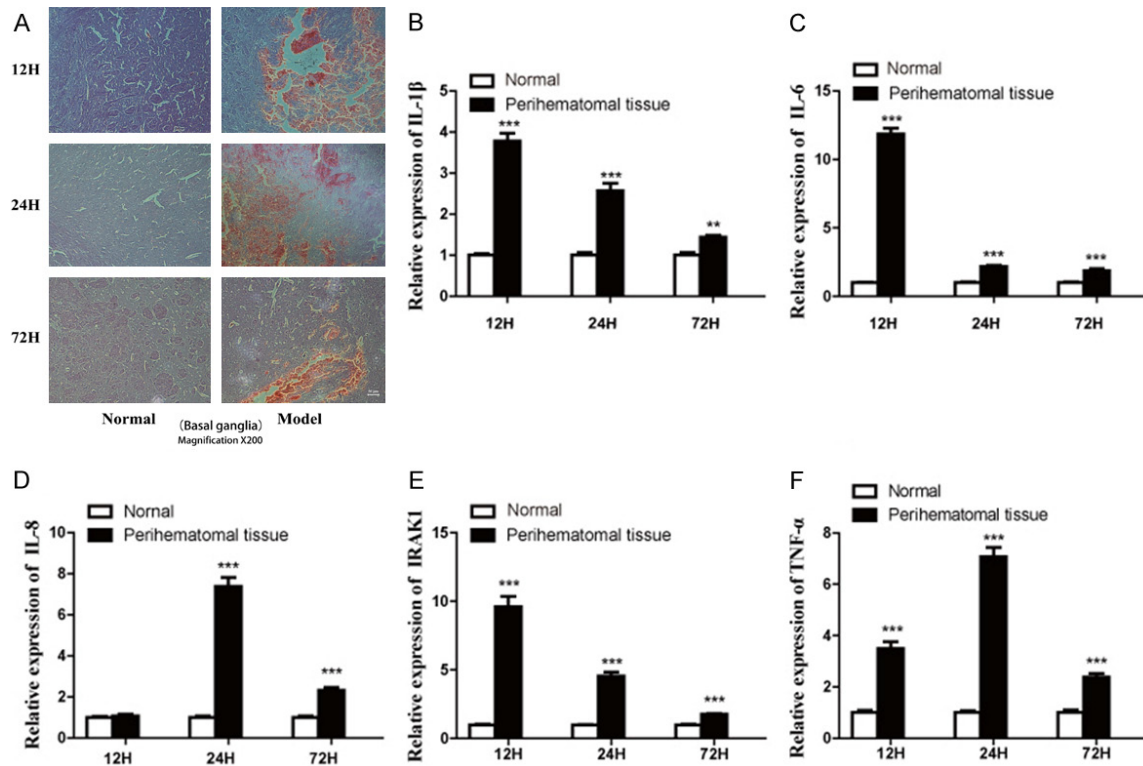 A
12H
24H
72H
Normal
(Basal ganglia)
Magnification X200
Model
B
Normal
Perihematomal tissue
Relative expression of IL-1β
5
4
3
2
1
0
***
***
**
12H
24H
72H
C
Normal
Perihematomal tissue
Relative expression of IL-6
15
10
5
0
***
***
***
12H
24H
72H
D
Nornal
Perihematomal tissue
Relative expression of IL-8
10
8
6
4
2
0
***
***
12H
24H
72H
E
Normal
Perihematomal tissue
Relative expression of IRAK1
15
10
5
0
***
***
***
12H
24H
72H
F
Normal
Perihematomal tissue
Relative expression of TNF-α
8
6
4
2
0
***
***
***
12H
24H
72H